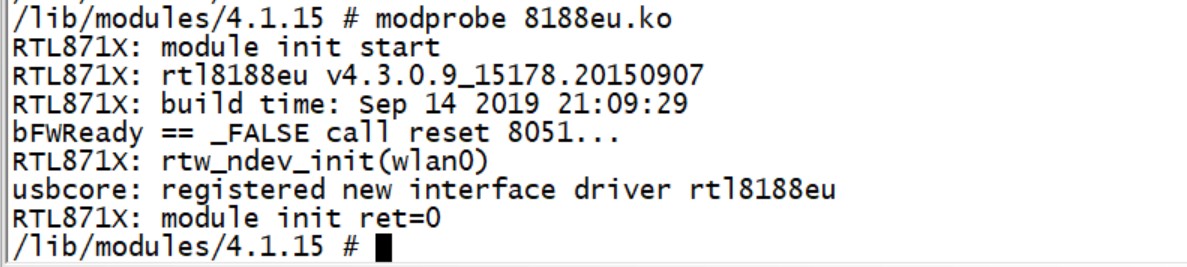 /lib/modules/4.1.15 # modprobe 8188eu.ko
RTL871X: module init start
RTL871X: rtl8188eu v4.3.0.9_15178.20150907
RTL871X: build time: Sep 14 2019 21:09:29
bFWReady == _FALSE call reset 8051...
RTL871X: rtw_ndev_init(wlan0)
usbcore: registered new interface driver rtl8188eu
RTL871X: module init ret=0
/lib/modules/4.1.15 #